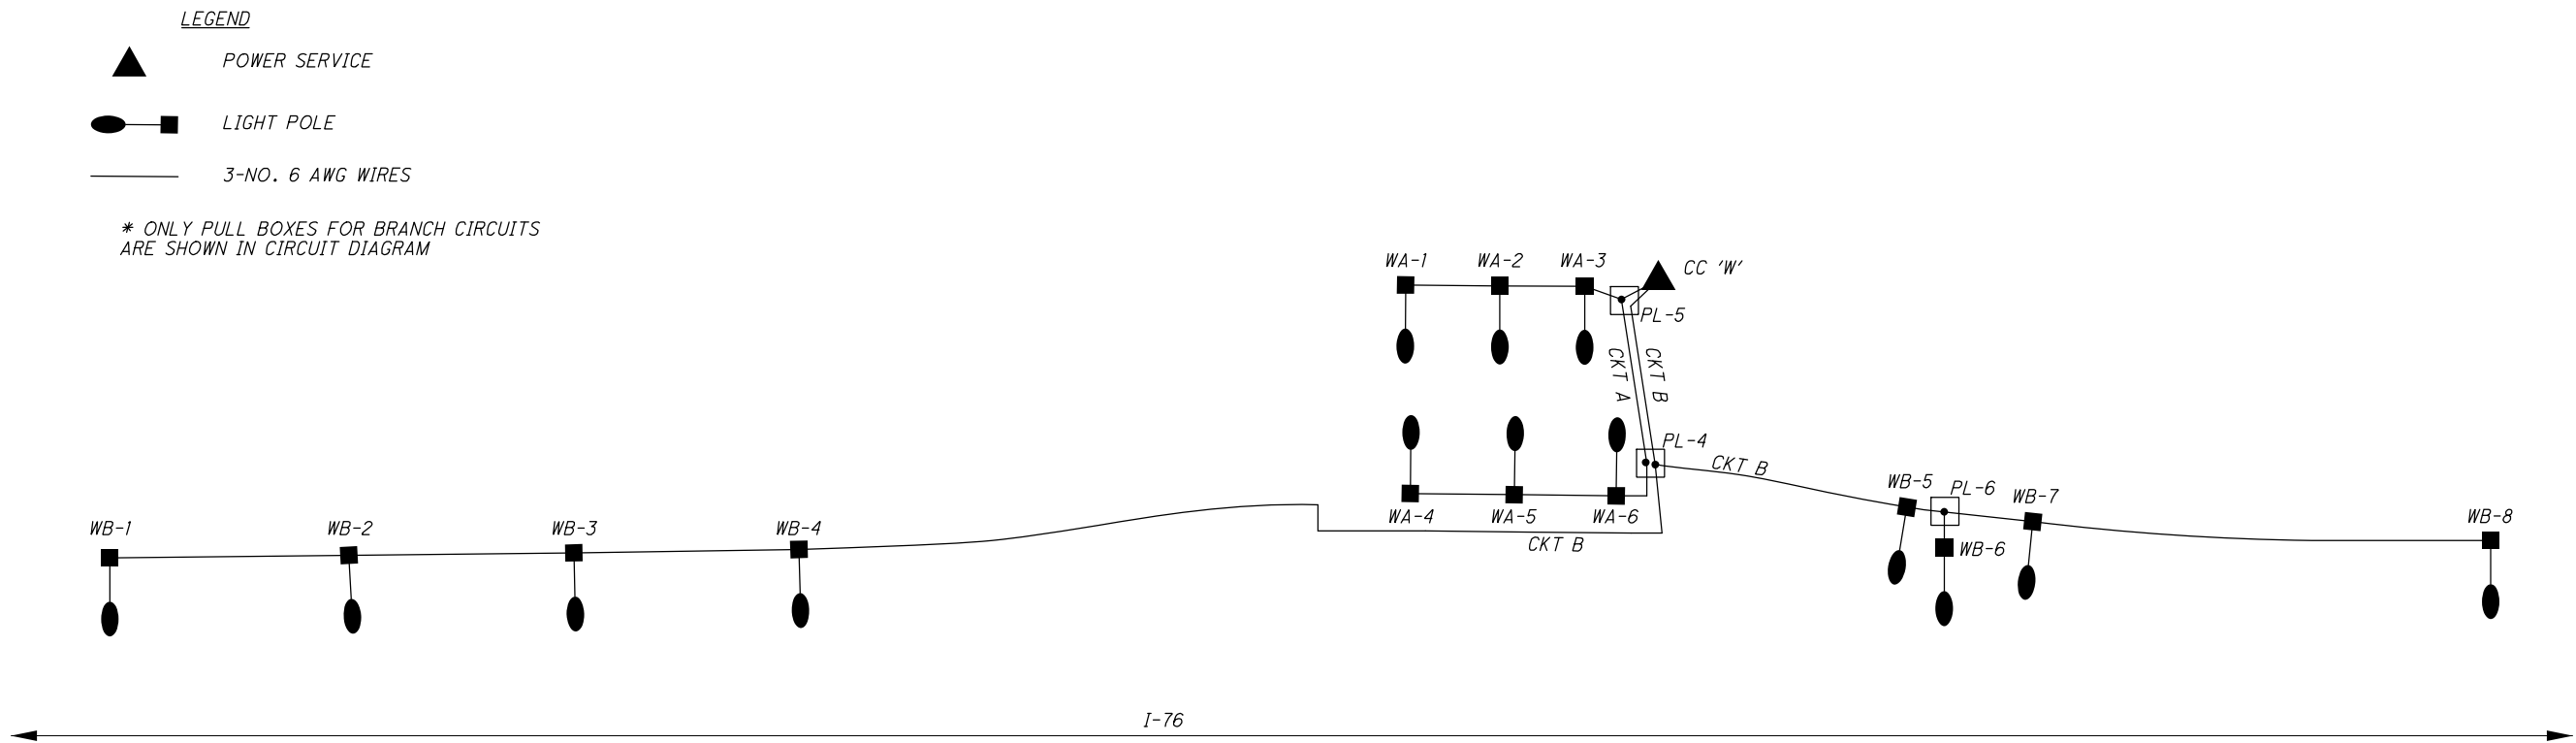 LEGEND
POWER SERVICE
LIGHT POLE
3-NO. 6 AWG WIRES
* ONLY PULL BOXES FOR BRANCH CIRCUITS
ARE SHOWN IN CIRCUIT DIAGRAM
WA-1
WA-2
WA-3
CC 'W'
PL-5
CKT A
CKT B
PL-4
CKT B
WA-4
WA-5
WA-6
CKT B
WB-1
WB-2
WB-3
WB-4
WB-5
PL-6
WB-7
WB-6
WB-8
I-76